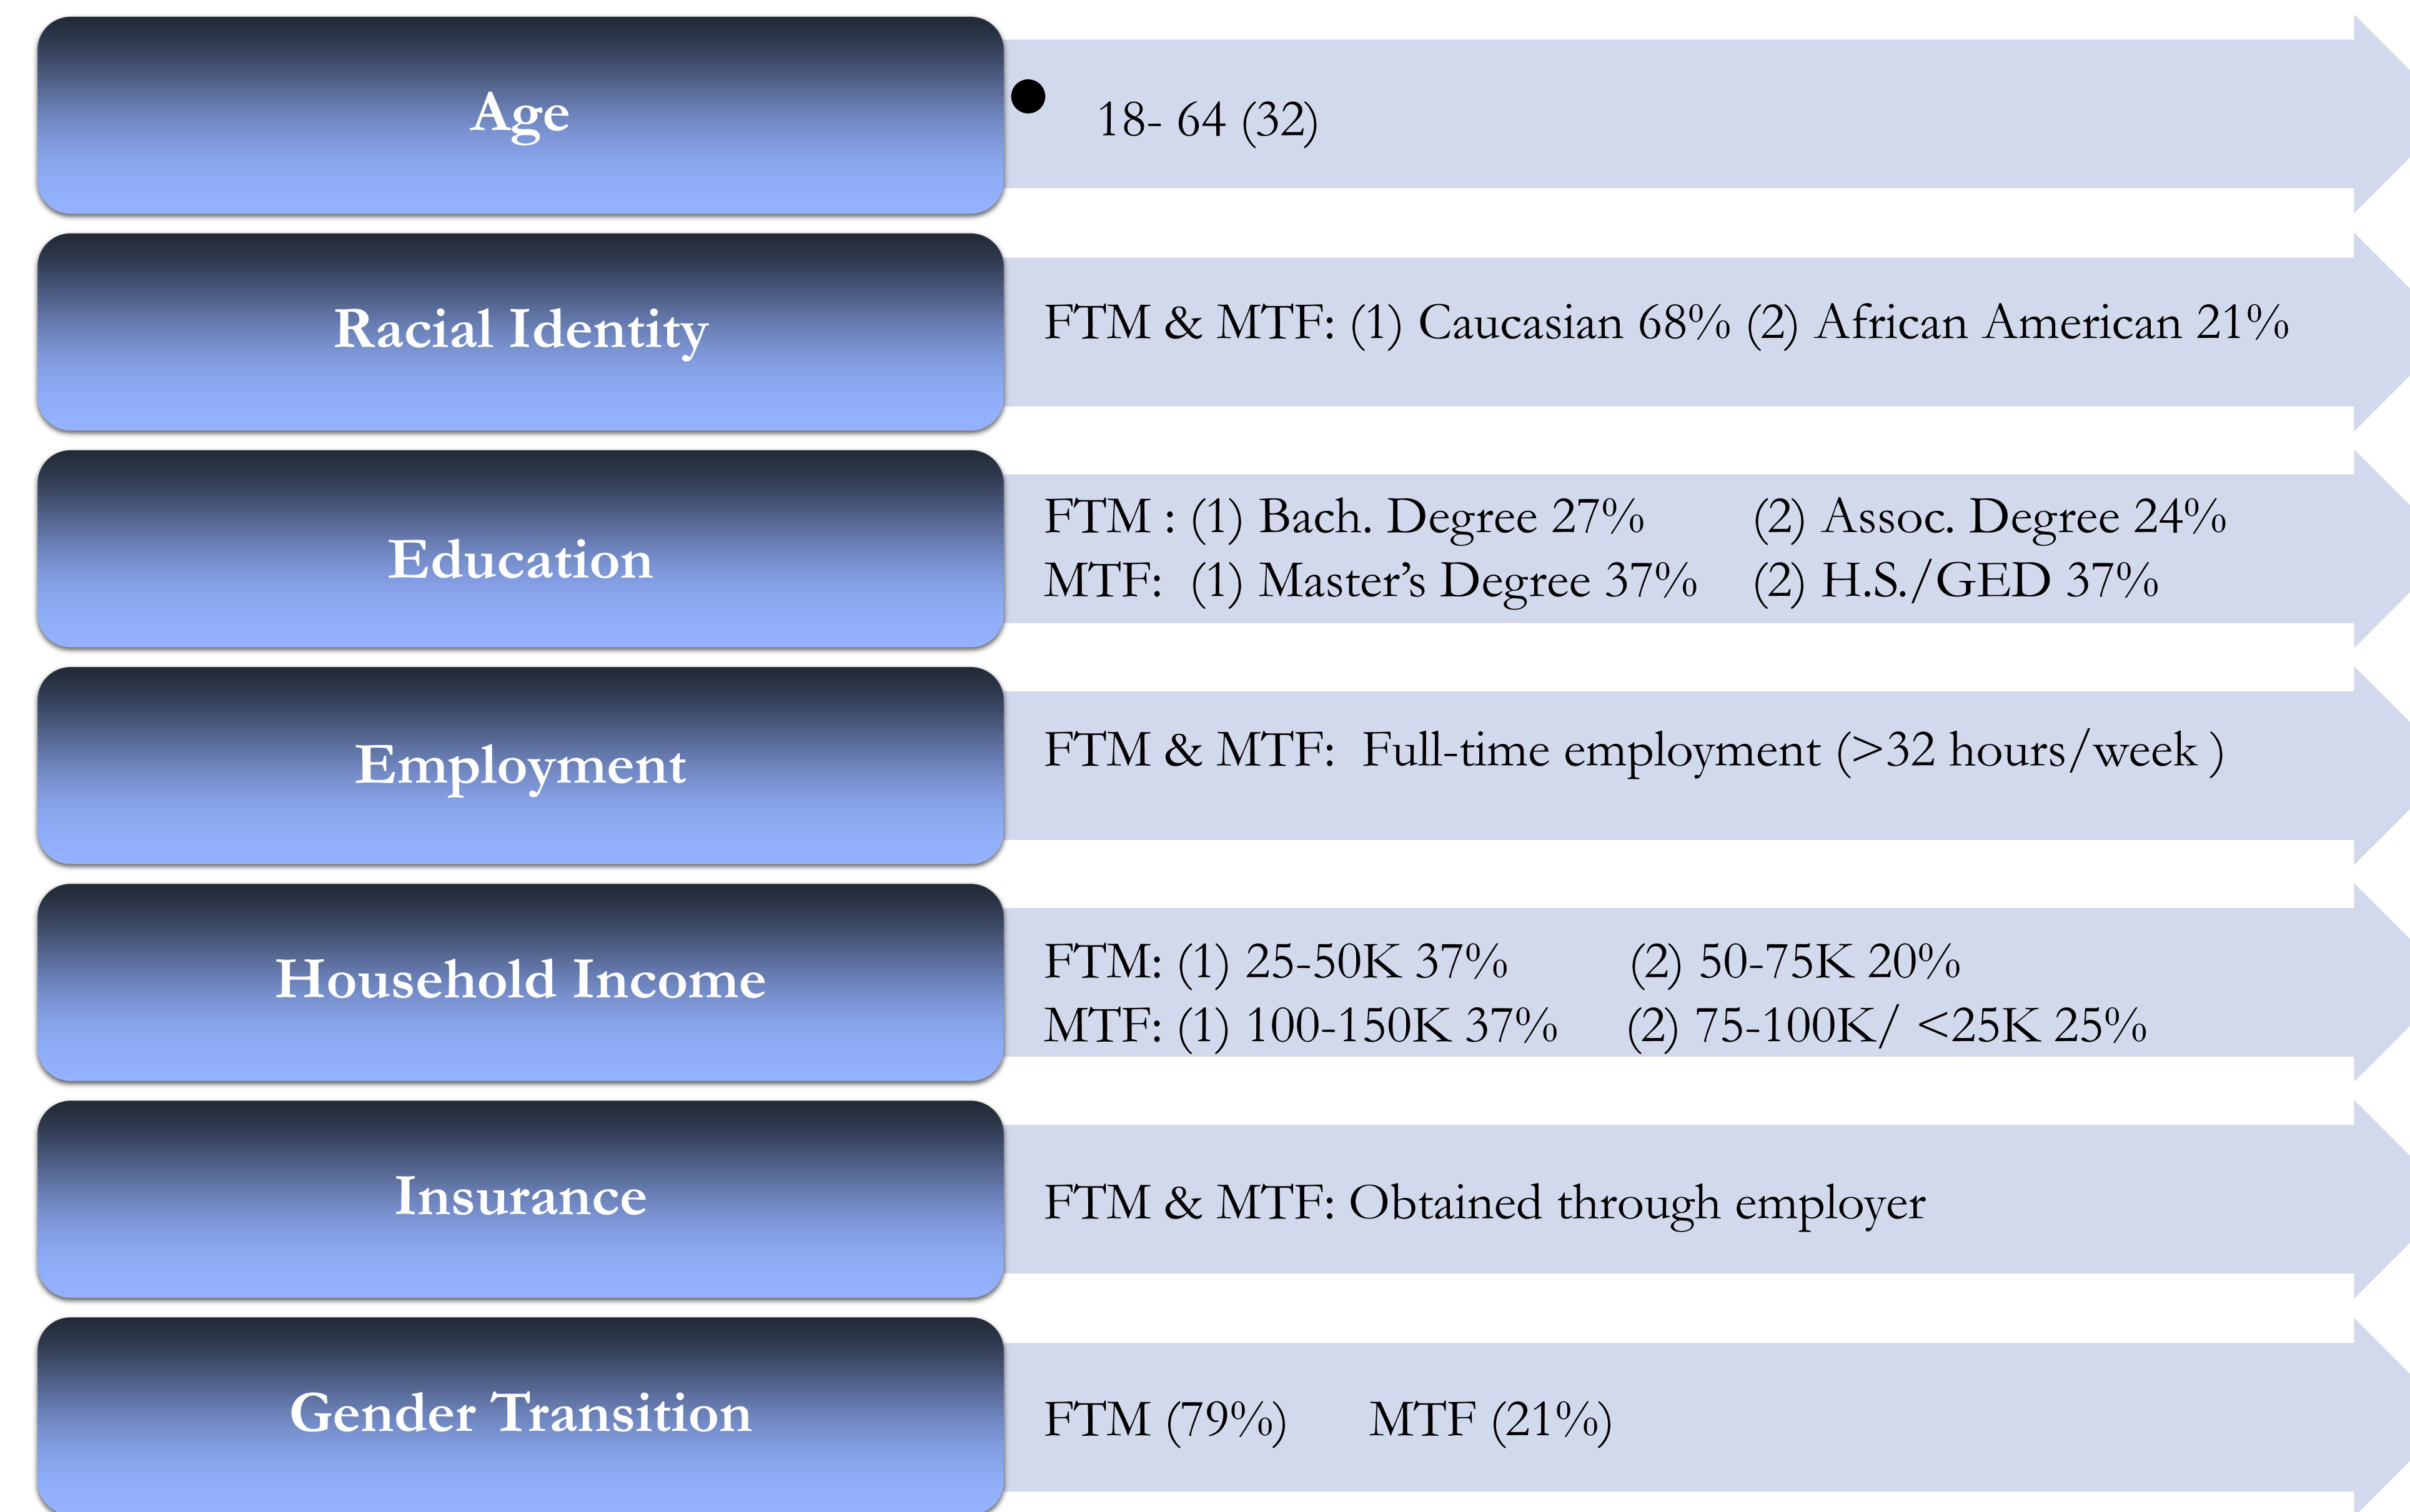 Age
• 18- 64 (32)
Racial Identity
FTM & MTF: (1) Caucasian 68% (2) African American 21%
Education
FTM : (1) Bach. Degree 27% (2) Assoc. Degree 24%
MTF: (1) Master’s Degree 37% (2) H.S./GED 37%
Employment
FTM & MTF: Full-time employment (>32 hours/week )
Household Income
FTM: (1) 25-50K 37% (2) 50-75K 20%
MTF: (1) 100-150K 37% (2) 75-100K/ <25K 25%
Insurance
FTM & MTF: Obtained through employer
Gender Transition
FTM (79%) MTF (21%)